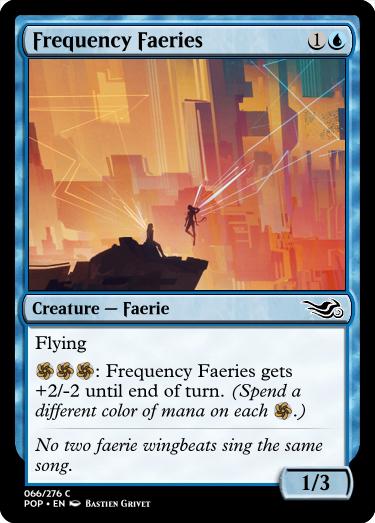 Frequency Faeries 1
Creature — Faerie
Flying
: Frequency Faeries gets
+2/-2 until end of turn. (Spend a
different color of mana on each .)
No two faerie wingbeats sing the same
song.
1/3
066/276 C
POP • EN Bastien Grivet